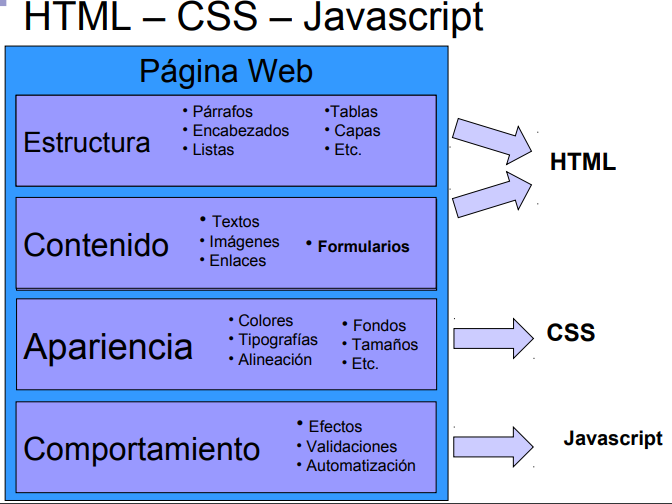 HTML – CSS – Javascript
Página Web
Estructura
• Párrafos
• Encabezados
• Listas
•Tablas
• Capas
• Etc.
HTML
Contenido
• Textos
• Imágenes
• Enlaces
• Formularios
Apariencia
• Colores
• Tipografías
• Alineación
• Fondos
• Tamaños
• Etc.
CSS
Comportamiento
• Efectos
• Validaciones
• Automatización
Javascript